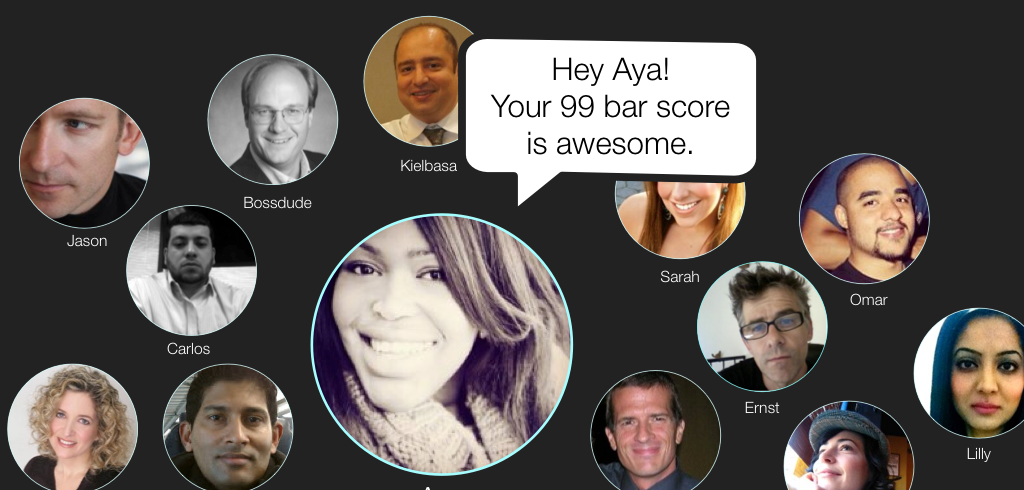 Hey Aya!
Your 99 bar score
is awesome.
Kielbasa
Bossdude
Jason
Sarah
Omar
Carlos
Ernst
Lilly